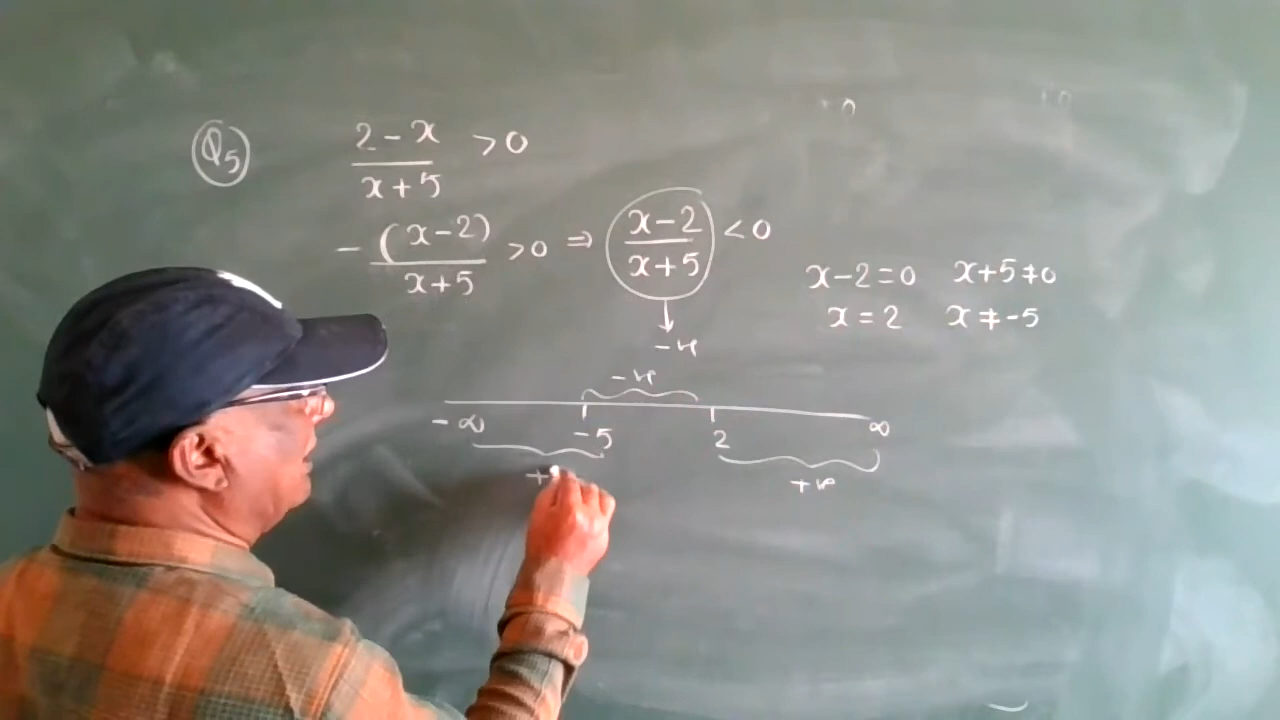 Q5 2-x/x+5 >0
-(x-2)/x+5 >0 ⇒ x-2/x+5 <0
x-2=0 x+5≠0
x=2 x≠-5
-ve
-ve
-∞ -5 2 ∞
+ +ve